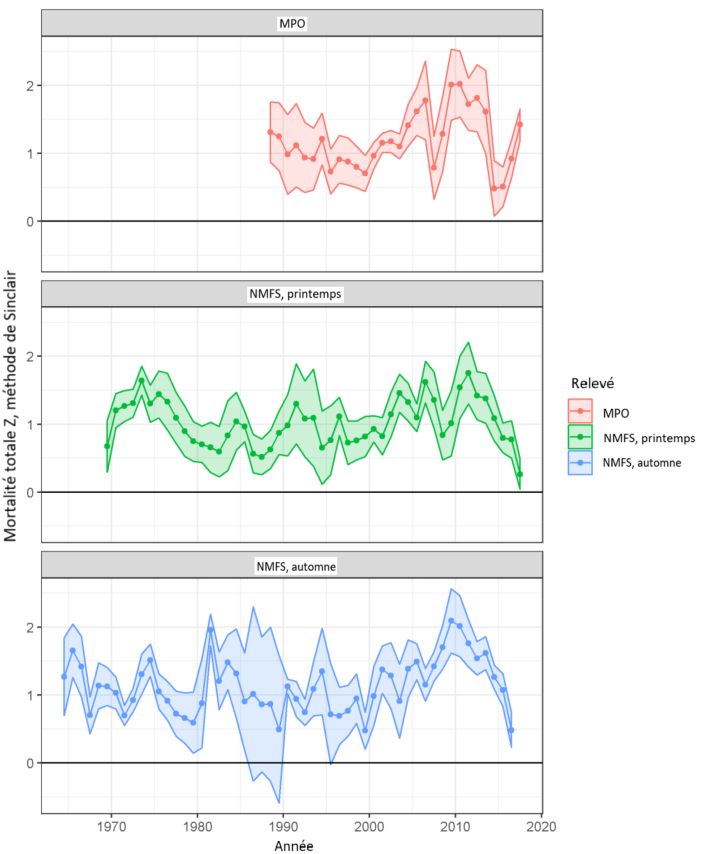 MPO
2
1
0
NMFS, printemps
2
1
0
Mortalité totale Z, méthode de Sinclair
NMFS, automne
2
1
0
1970 1980 1990 2000 2010 2020
Année
Relevé
MPO
NMFS, printemps
NMFS, automne